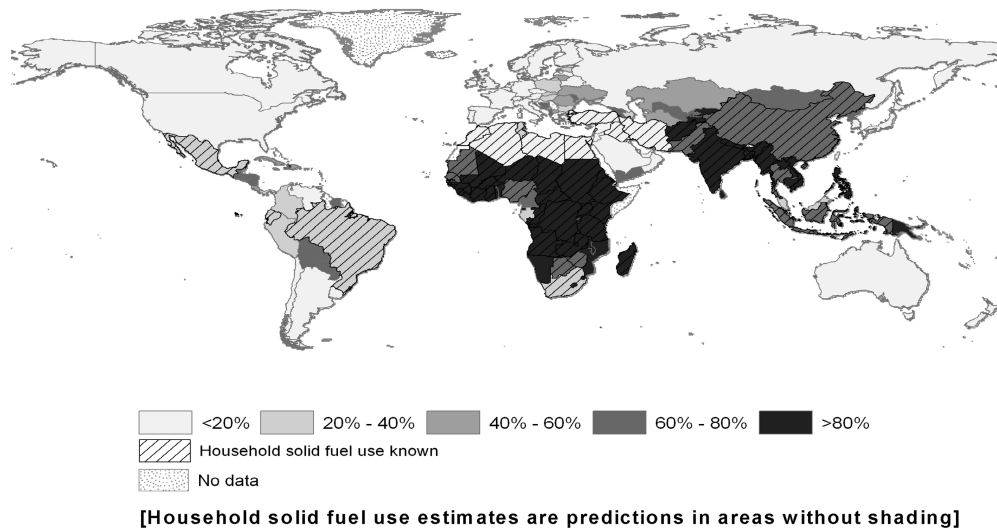 <20% 20% - 40% 40% - 60% 60% - 80% >80%
Household solid fuel use known
No data
[Household solid fuel use estimates are predictions in areas without shading]